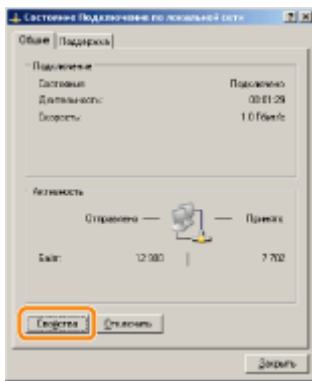 Состояние Подключение по локальной сети
Общие Поддержка
Подключение
Состояние: Подключено
Длительность: 00:01:29
Скорость: 1.0 Гбит/с
Активность
Отправлено — — Принято
Байт: 12 980 | 7 702
Свойства Отключить
Закрыть